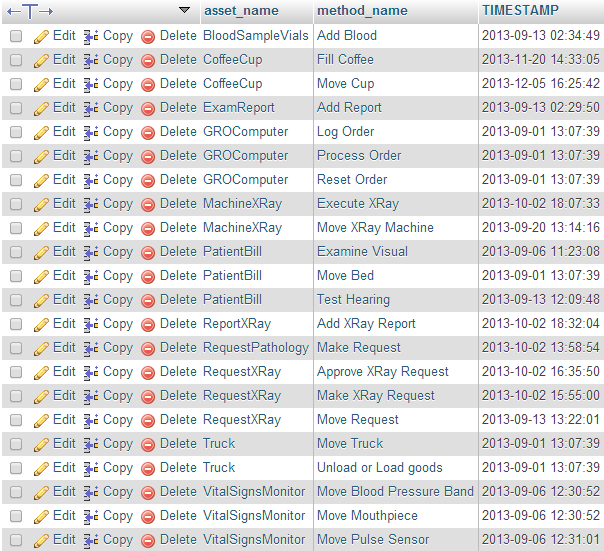 asset_name method_name TIMESTAMP
Edit Copy Delete BloodSampleVials Add Blood 2013-09-13 02:34:49
Edit Copy Delete CoffeeCup Fill Coffee 2013-11-20 14:33:05
Edit Copy Delete CoffeeCup Move Cup 2013-12-05 16:25:42
Edit Copy Delete ExamReport Add Report 2013-09-13 02:29:50
Edit Copy Delete GROComputer Log Order 2013-09-01 13:07:39
Edit Copy Delete GROComputer Process Order 2013-09-01 13:07:39
Edit Copy Delete GROComputer Reset Order 2013-09-01 13:07:39
Edit Copy Delete MachineXRay Execute XRay 2013-10-02 18:07:33
Edit Copy Delete MachineXRay Move XRay Machine 2013-09-20 13:14:16
Edit Copy Delete PatientBill Examine Visual 2013-09-06 11:23:08
Edit Copy Delete PatientBill Move Bed 2013-09-01 13:07:39
Edit Copy Delete PatientBill Test Hearing 2013-09-13 12:09:48
Edit Copy Delete ReportXRay Add XRay Report 2013-10-02 18:32:04
Edit Copy Delete RequestPathology Make Request 2013-10-02 13:58:54
Edit Copy Delete RequestXRay Approve XRay Request 2013-10-02 16:35:50
Edit Copy Delete RequestXRay Make XRay Request 2013-10-02 15:55:00
Edit Copy Delete RequestXRay Move Request 2013-09-13 13:22:01
Edit Copy Delete Truck Move Truck 2013-09-01 13:07:39
Edit Copy Delete Truck Unload or Load goods 2013-09-01 13:07:39
Edit Copy Delete VitalSignsMonitor Move Blood Pressure Band 2013-09-06 12:30:52
Edit Copy Delete VitalSignsMonitor Move Mouthpiece 2013-09-06 12:30:52
Edit Copy Delete VitalSignsMonitor Move Pulse Sensor 2013-09-06 12:31:01